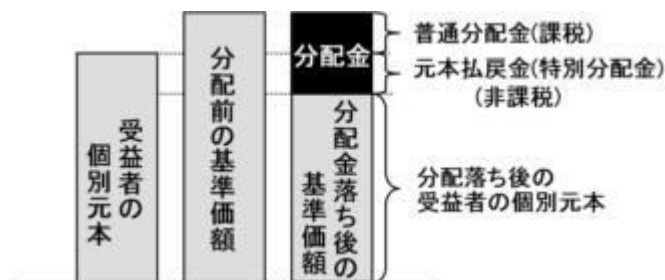 受益者の
個別元本
分配前の基準価額
分配金
分配金落ち後の
基準価額
普通分配金(課税)
元本払戻金(特別分配金)
(非課税)
分配落ち後の
受益者の個別元本